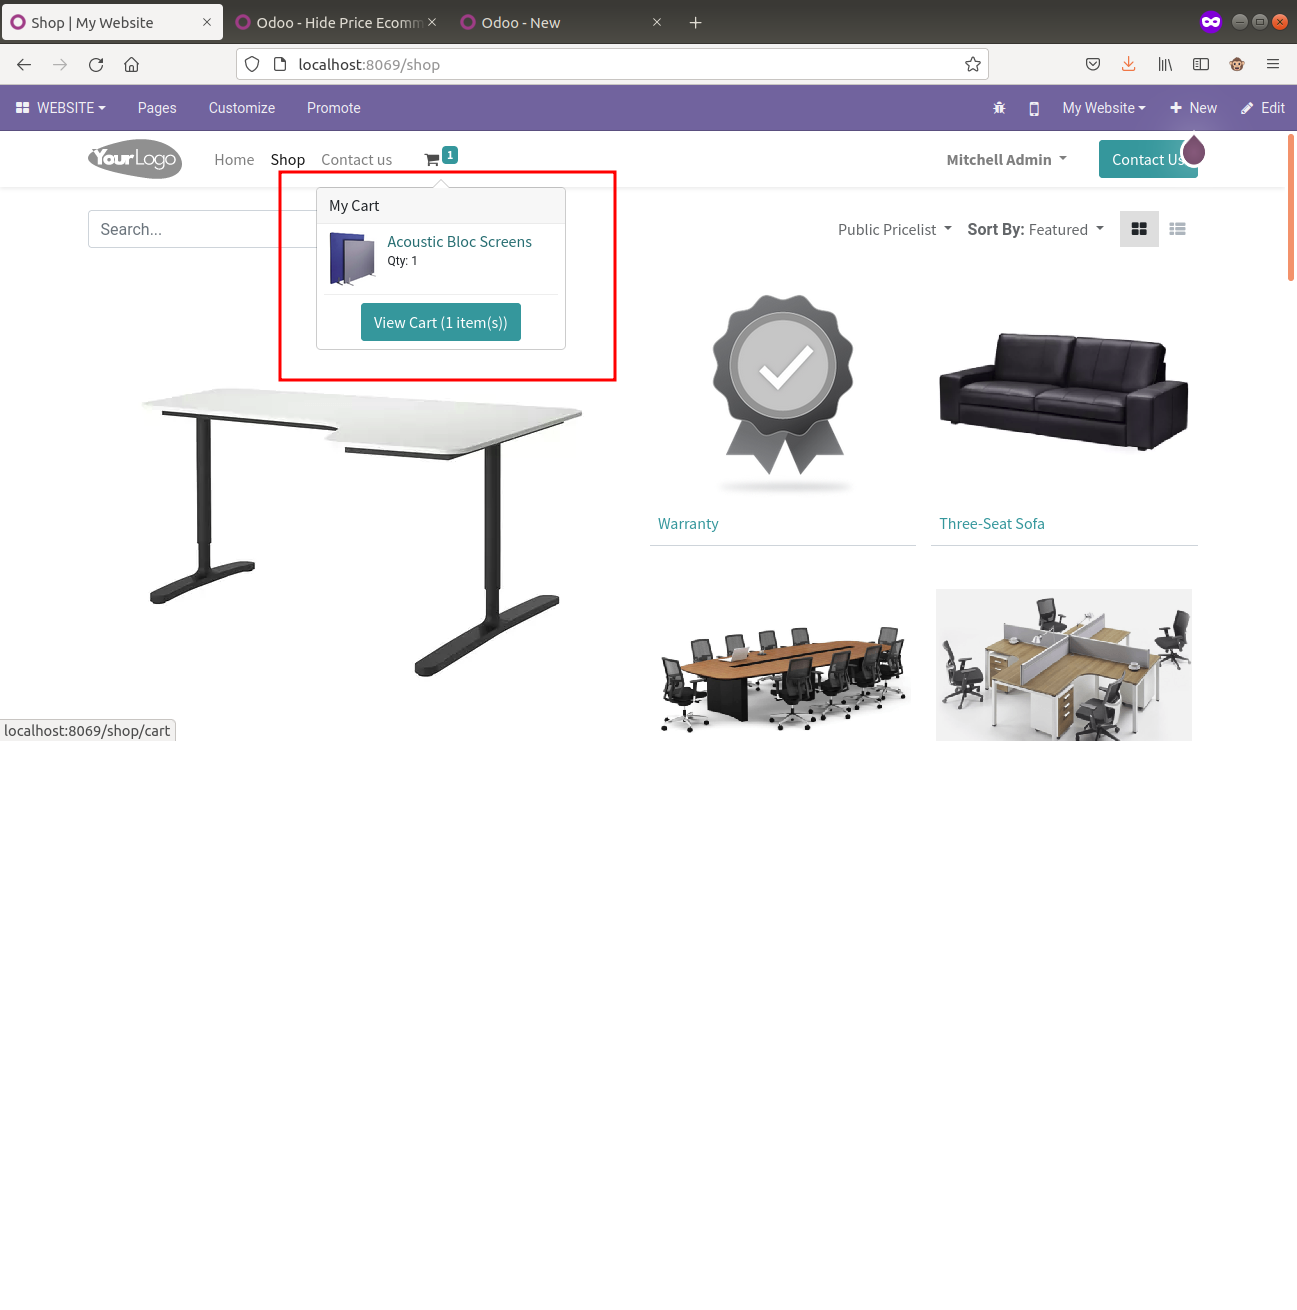 Shop | My Website
Odoo - Hide Price Ecomm
Odoo - New
localhost:8069/shop
WEBSITE
Pages
Customize
Promote
My Website
New
Edit
YourLogo
Home
Shop
Contact us
1
Mitchell Admin
Contact Us
My Cart
Search...
Public Pricelist
Sort By: Featured
Acoustic Bloc Screens
Qty: 1
View Cart (1 item(s))
Warranty
Three-Seat Sofa
localhost:8069/shop/cart